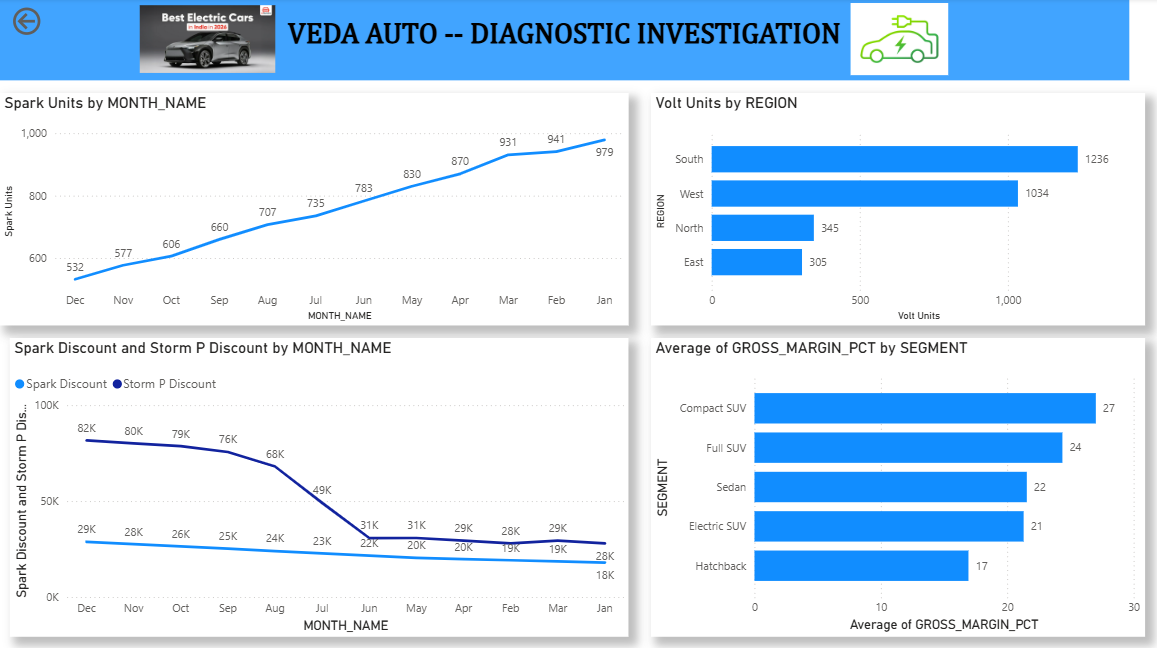 Best Electric Cars
in India in 2026
VEDA AUTO -- DIAGNOSTIC INVESTIGATION
Spark Units by MONTH_NAME
1,000
800
600
Spark Units
532
577
606
660
707
735
783
830
870
931
941
979
Dec Nov Oct Sep Aug Jul Jun May Apr Mar Feb Jan
MONTH_NAME
Volt Units by REGION
REGION
South 1236
West 1034
North 345
East 305
0 500 1,000
Volt Units
Spark Discount and Storm P Discount by MONTH_NAME
Spark Discount Storm P Discount
Spark Discount and Storm P Dis...
100K
50K
0K
82K 80K 79K 76K 68K 49K 31K 31K 29K 28K 29K 28K
29K 28K 26K 25K 24K 23K 22K 20K 20K 19K 19K 18K
Dec Nov Oct Sep Aug Jul Jun May Apr Feb Mar Jan
MONTH_NAME
Average of GROSS_MARGIN_PCT by SEGMENT
SEGMENT
Compact SUV 27
Full SUV 24
Sedan 22
Electric SUV 21
Hatchback 17
0 10 20 30
Average of GROSS_MARGIN_PCT